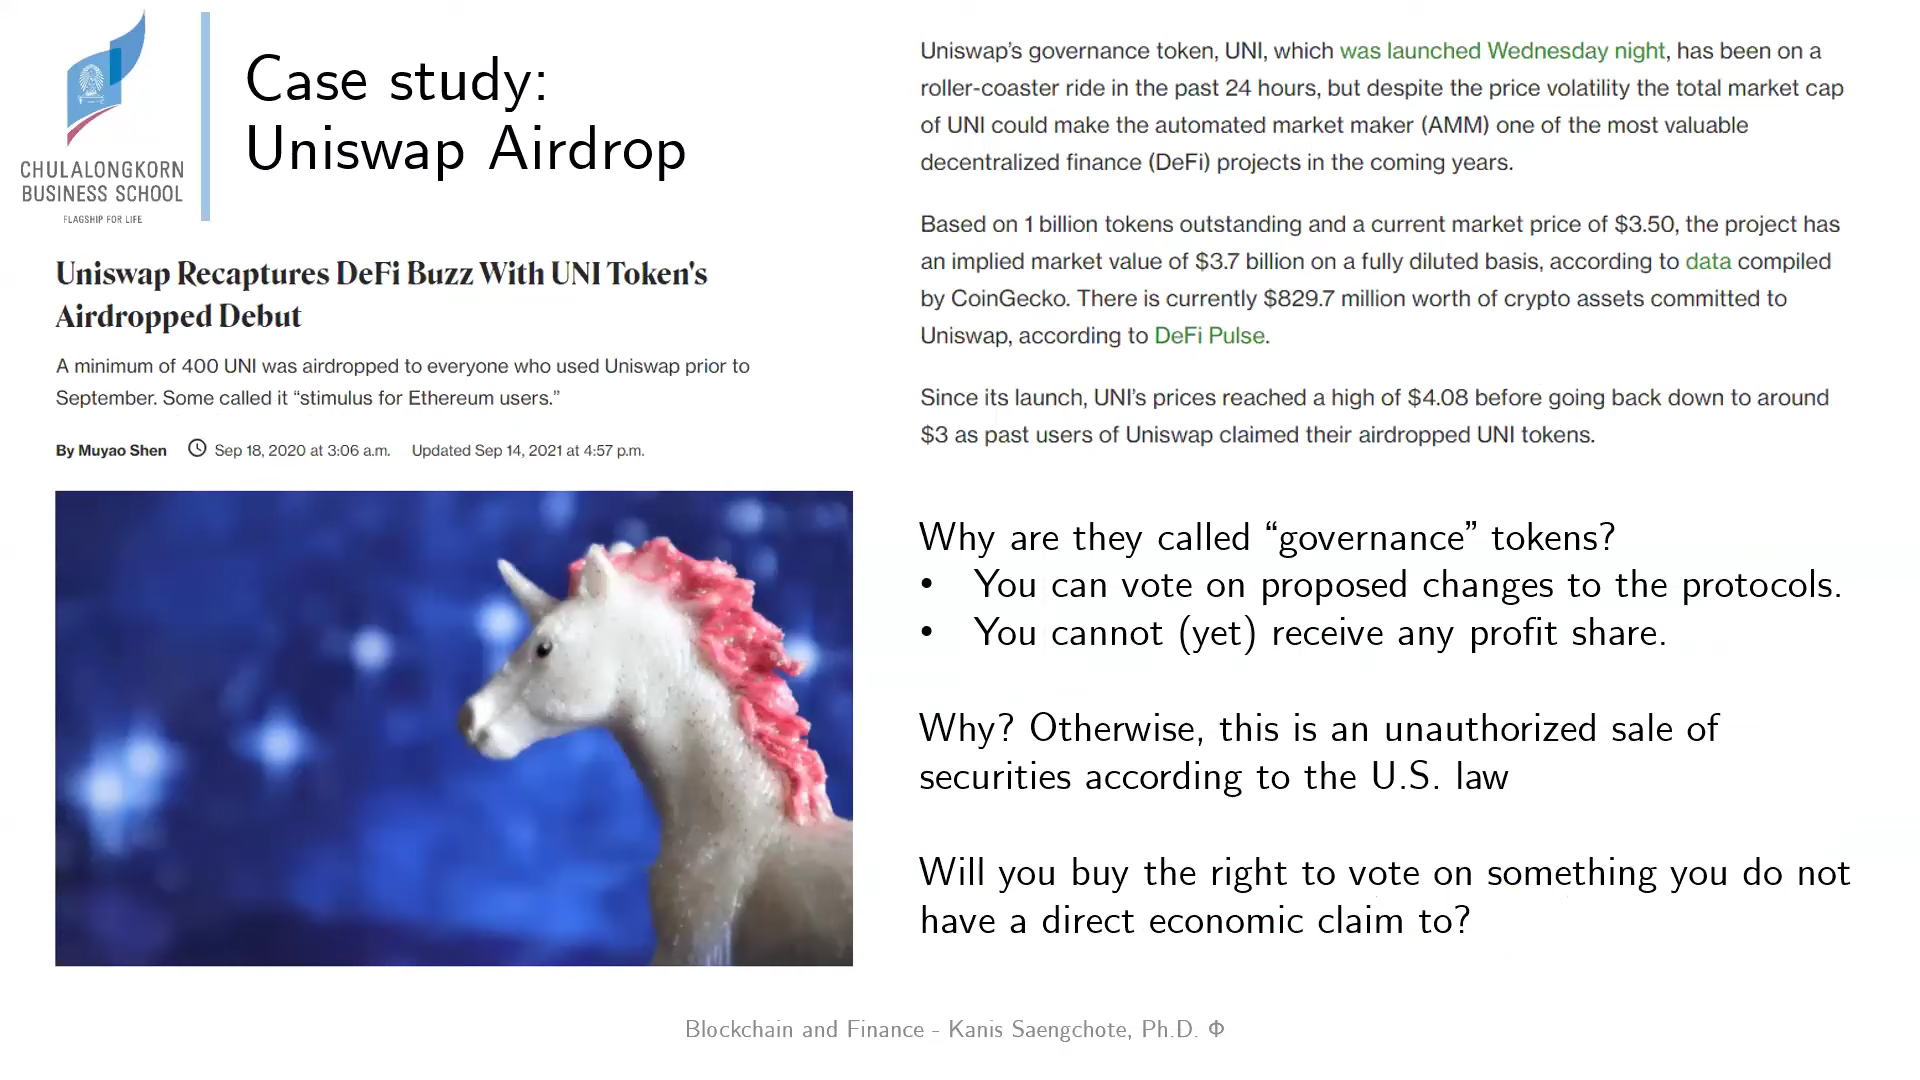 CHULALONGKORN
BUSINESS SCHOOL
FLAGSHIP FOR LIFE
Case study:
Uniswap Airdrop
Uniswap Recaptures DeFi Buzz With UNI Token's
Airdropped Debut
A minimum of 400 UNI was airdropped to everyone who used Uniswap prior to
September. Some called it “stimulus for Ethereum users.”
By Muyao Shen Sep 18, 2020 at 3:06 a.m. Updated Sep 14, 2021 at 4:57 p.m.
Uniswap’s governance token, UNI, which was launched Wednesday night, has been on a
roller-coaster ride in the past 24 hours, but despite the price volatility the total market cap
of UNI could make the automated market maker (AMM) one of the most valuable
decentralized finance (DeFi) projects in the coming years.
Based on 1 billion tokens outstanding and a current market price of $3.50, the project has
an implied market value of $3.7 billion on a fully diluted basis, according to data compiled
by CoinGecko. There is currently $829.7 million worth of crypto assets committed to
Uniswap, according to DeFi Pulse.
Since its launch, UNI’s prices reached a high of $4.08 before going back down to around
$3 as past users of Uniswap claimed their airdropped UNI tokens.
Why are they called “governance” tokens?
• You can vote on proposed changes to the protocols.
• You cannot (yet) receive any profit share.
Why? Otherwise, this is an unauthorized sale of
securities according to the U.S. law
Will you buy the right to vote on something you do not
have a direct economic claim to?
Blockchain and Finance - Kanis Saengchote, Ph.D. Φ